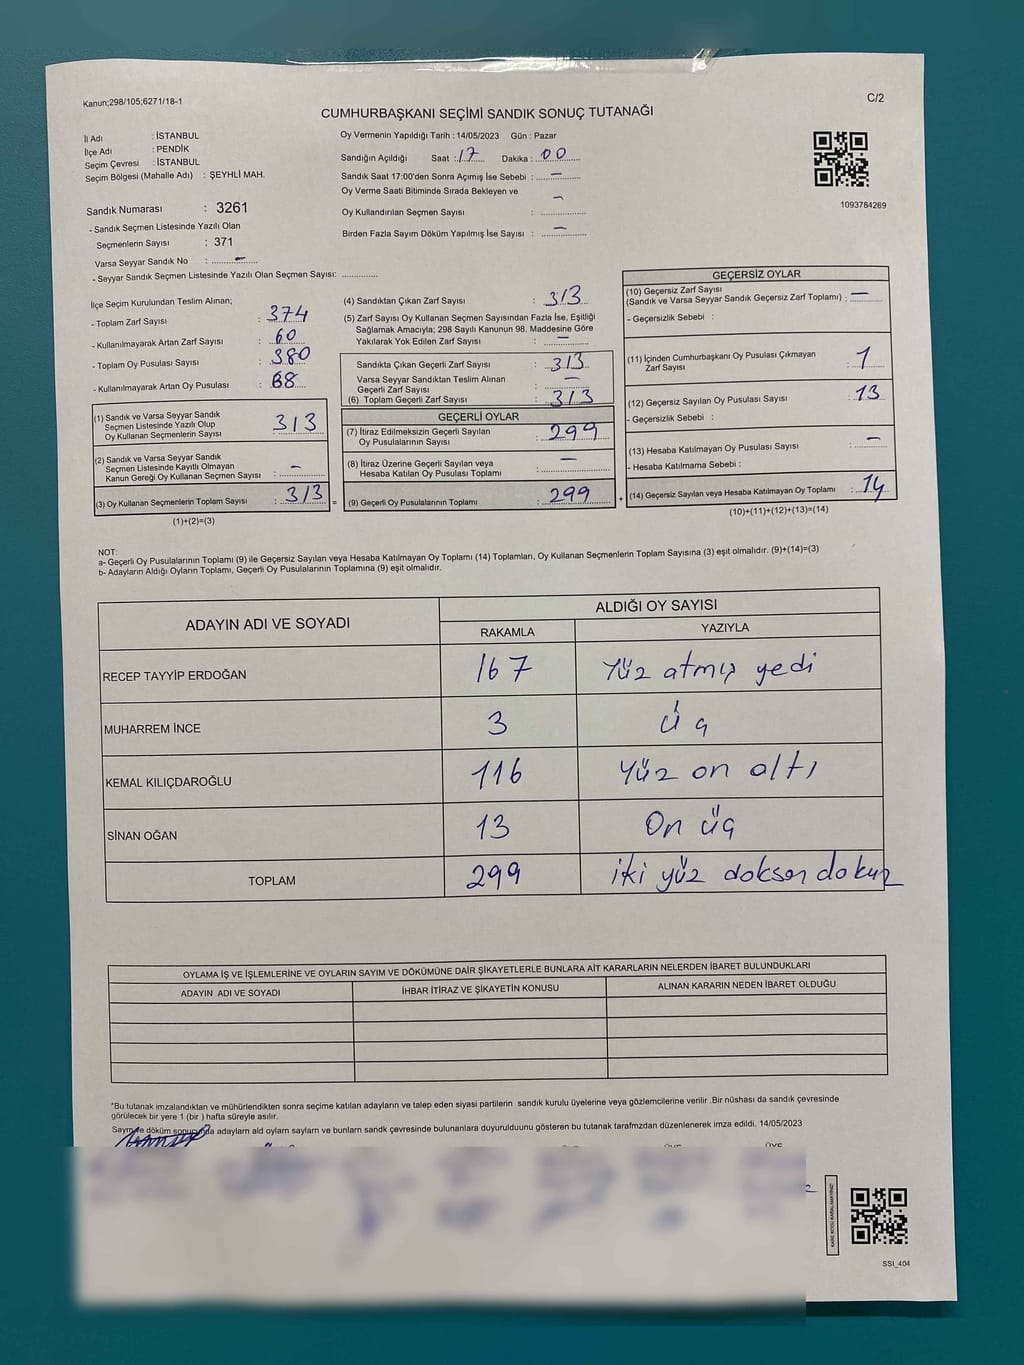 Kanun;298/105;6271/18-1
C/2
CUMHURBAŞKANI SEÇİMİ SANDIK SONUÇ TUTANAĞI
İl Adı : İSTANBUL
İlçe Adı : PENDİK
Seçim Çevresi : İSTANBUL
Seçim Bölgesi (Mahalle Adı) : ŞEYHLİ MAH.
Oy Vermenin Yapıldığı Tarih : 14/05/2023 Gün : Pazar
Sandığın Açıldığı Saat : 17 Dakika : 00
Sandık Saat 17:00'den Sonra Açımış İse Sebebi : –
Oy Verme Saati Bitiminde Sırada Bekleyen ve
Oy Kullandırılan Seçmen Sayısı : –
Birden Fazla Sayım Döküm Yapılmış İse Sayısı : –
1093784269
Sandık Numarası : 3261
- Sandık Seçmen Listesinde Yazılı Olan
Seçmenlerin Sayısı : 371
Varsa Seyyar Sandık No : –
- Seyyar Sandık Seçmen Listesinde Yazılı Olan Seçmen Sayısı:
İlçe Seçim Kurulundan Teslim Alınan;
- Toplam Zarf Sayısı : 374
- Kullanılmayarak Artan Zarf Sayısı : 60
- Toplam Oy Pusulası Sayısı : 380
- Kullanılmayarak Artan Oy Pusulası : 68
(1) Sandık ve Varsa Seyyar Sandık
Seçmen Listesinde Yazılı Olup
Oy Kullanan Seçmenlerin Sayısı : 313
(2) Sandık ve Varsa Seyyar Sandık
Seçmen Listesinde Kayıtlı Olmayan
Kanun Gereği Oy Kullanan Seçmen Sayısı : –
(3) Oy Kullanan Seçmenlerin Toplam Sayısı : 313 =
(1)+(2)=(3)
(4) Sandıktan Çıkan Zarf Sayısı : 313
(5) Zarf Sayısı Oy Kullanan Seçmen Sayısından Fazla İse, Eşitliği
Sağlamak Amacıyla; 298 Sayılı Kanunun 98. Maddesine Göre
Yakılarak Yok Edilen Zarf Sayısı : –
Sandıkta Çıkan Geçerli Zarf Sayısı : 313
Varsa Seyyar Sandıktan Teslim Alınan
Geçerli Zarf Sayısı : –
(6) Toplam Geçerli Zarf Sayısı : 313
GEÇERLİ OYLAR
(7) İtiraz Edilmeksizin Geçerli Sayılan
Oy Pusulalarının Sayısı : 299
(8) İtiraz Üzerine Geçerli Sayılan veya
Hesaba Katılan Oy Pusulası Toplamı : –
(9) Geçerli Oy Pusulalarının Toplamı : 299 +
GEÇERSİZ OYLAR
(10) Geçersiz Zarf Sayısı
(Sandık ve Varsa Seyyar Sandık Geçersiz Zarf Toplamı) : –
- Geçersizlik Sebebi :
(11) İçinden Cumhurbaşkanı Oy Pusulası Çıkmayan
Zarf Sayısı : 1
(12) Geçersiz Sayılan Oy Pusulası Sayısı : 13
- Geçersizlik Sebebi :
(13) Hesaba Katılmayan Oy Pusulası Sayısı : –
- Hesaba Katılmama Sebebi :
(14) Geçersiz Sayılan veya Hesaba Katılmayan Oy Toplamı : 14
(10)+(11)+(12)+(13)=(14)
NOT:
a- Geçerli Oy Pusulalarının Toplamı (9) ile Geçersiz Sayılan veya Hesaba Katılmayan Oy Toplamı (14) Toplamları, Oy Kullanan Seçmenlerin Toplam Sayısına (3) eşit olmalıdır. (9)+(14)=(3)
b- Adayların Aldığı Oyların Toplamı, Geçerli Oy Pusulalarının Toplamına (9) eşit olmalıdır.
ADAYIN ADI VE SOYADI ALDIĞI OY SAYISI
RAKAMLA YAZIYLA
RECEP TAYYİP ERDOĞAN 167 Yüz atmış yedi
MUHARREM İNCE 3 üç
KEMAL KILIÇDAROĞLU 116 Yüz on altı
SİNAN OĞAN 13 On üç
TOPLAM 299 iki yüz doksan dokuz
OYLAMA İŞ VE İŞLEMLERİNE VE OYLARIN SAYIM VE DÖKÜMÜNE DAİR ŞİKAYETLERLE BUNLARA AİT KARARLARIN NELERDEN İBARET BULUNDUKLARI
ADAYIN ADI VE SOYADI İHBAR İTİRAZ VE ŞİKAYETİN KONUSU ALINAN KARARIN NEDEN İBARET OLDUĞU
*Bu tutanak imzalandıktan ve mühürlendikten sonra seçime katılan adayların ve talep eden siyasi partilerin sandık kurulu üyelerine veya gözlemcilerine verilir .Bir nüshası da sandık çevresinde
görülecek bir yere 1 (bir ) hafta süreyle asılır.
Sayım ve döküm sonucunda adayların ald oyların sayların ve bunların sandk çevresinde bulunanlara duyurulduunu gösteren bu tutanak tarafmzdan düzenlenerek imza edildi. 14/05/2023
SSI_404